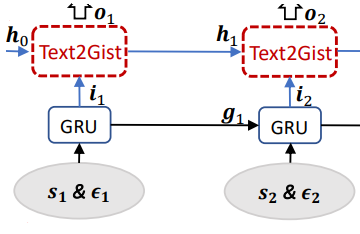 o₁ o₂
h₀ Text2Gist h₁ Text2Gist
i₁ i₂
GRU g₁ GRU
s₁ & ϵ₁ s₂ & ϵ₂